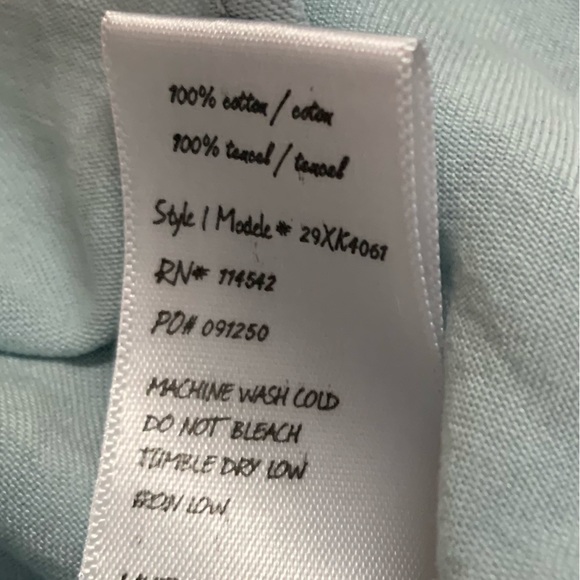 100% cotton / coton
100% tencel / tencel
Style / Modele # 29XK4061
RN# 114542
PO# 091250
MACHINE WASH COLD
DO NOT BLEACH
TUMBLE DRY LOW
IRON LOW